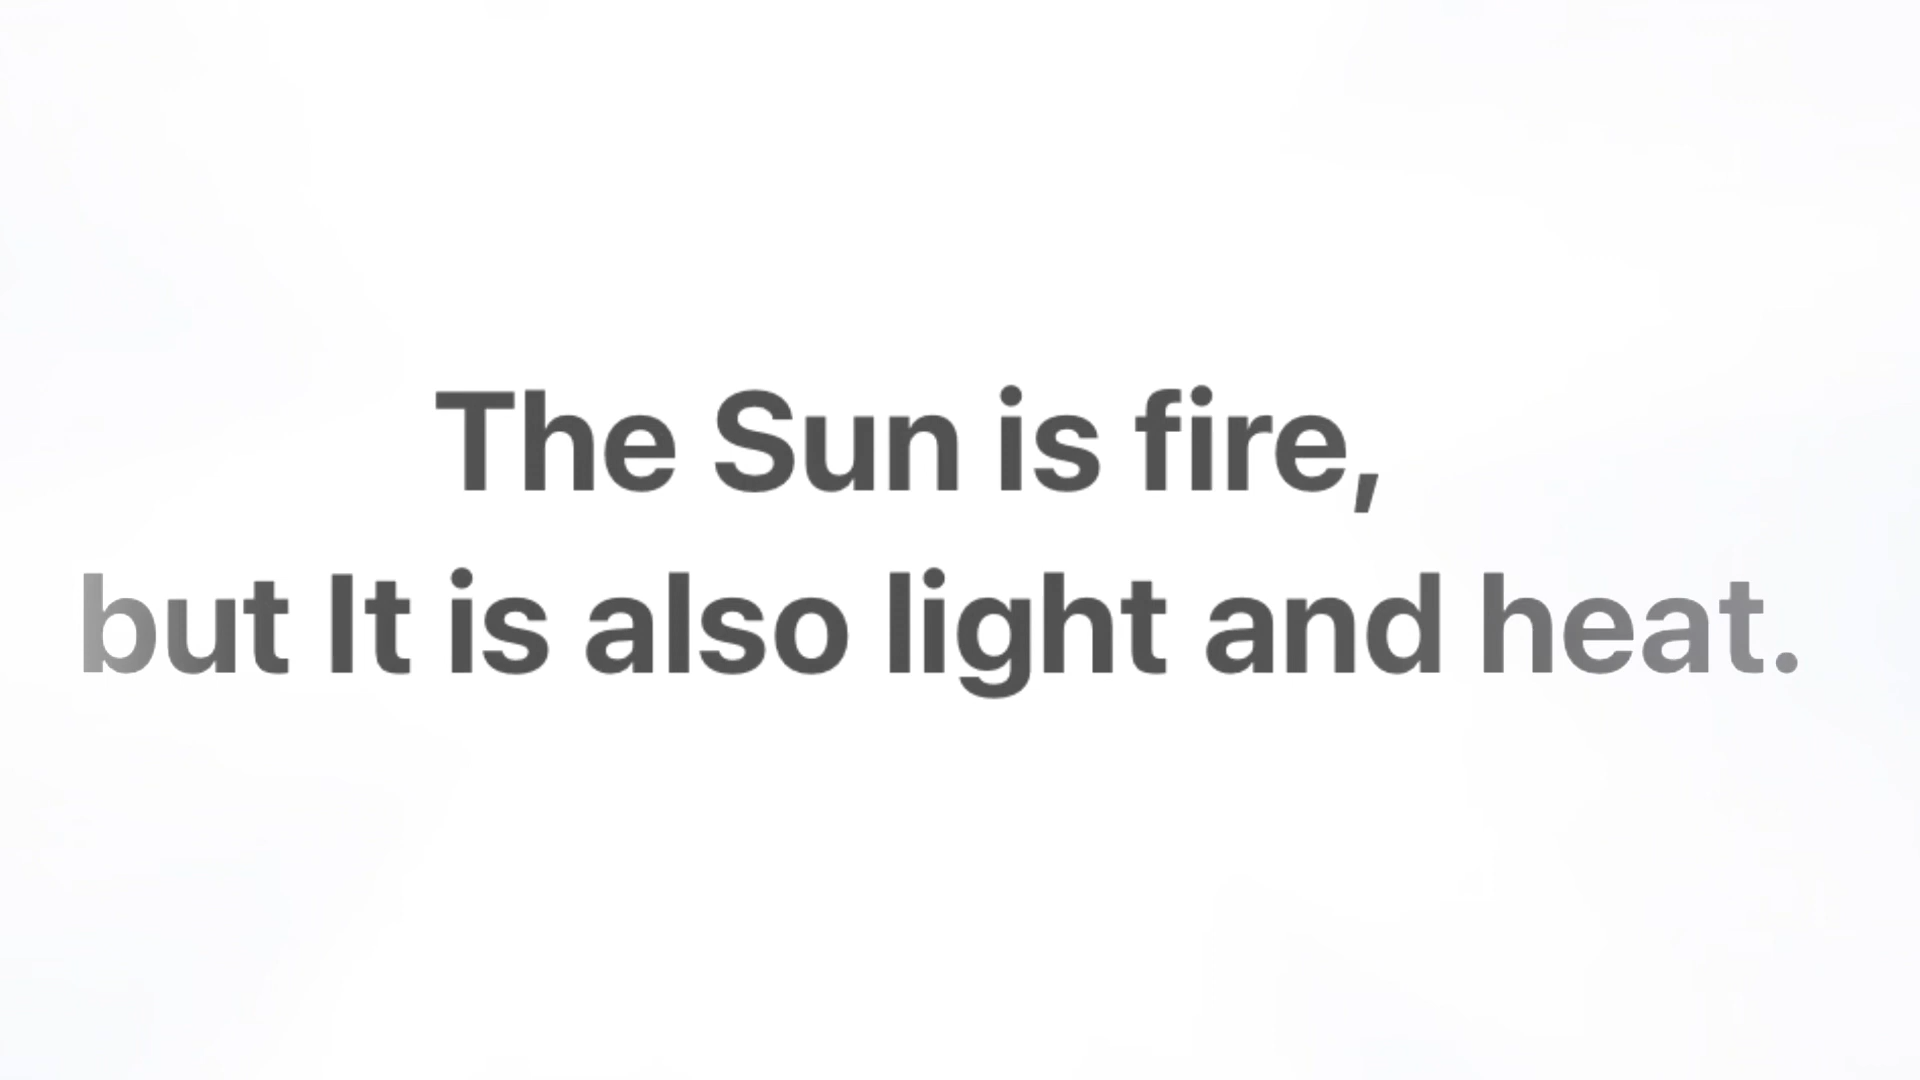 The Sun is fire,
but It is also light and heat.